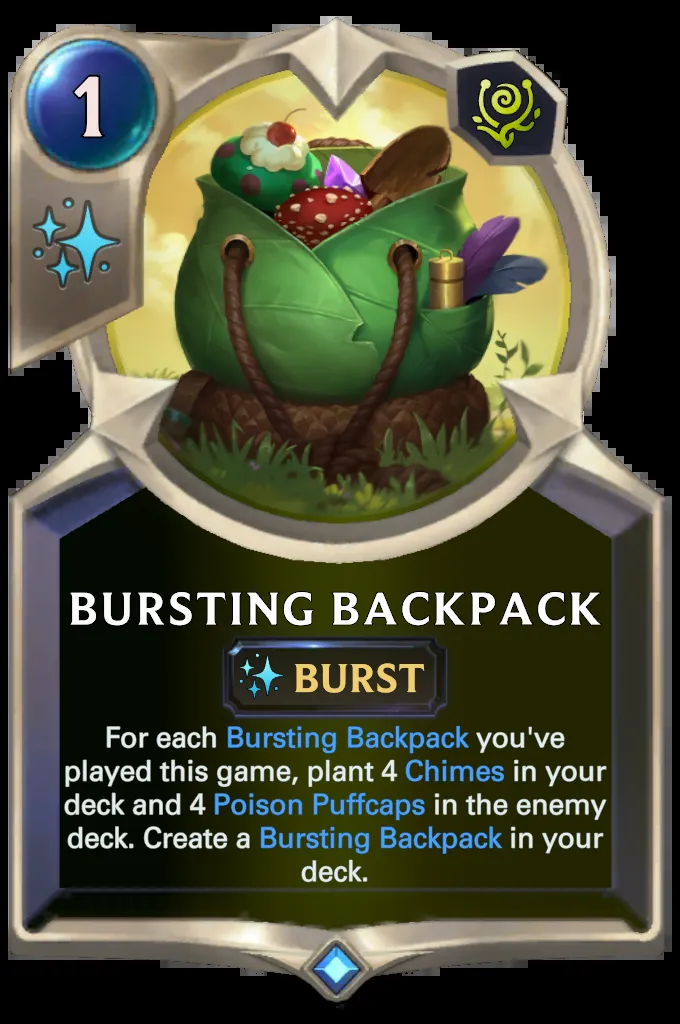 1
BURSTING BACKPACK
BURST
For each Bursting Backpack you've
played this game, plant 4 Chimes in your
deck and 4 Poison Puffcaps in the enemy
deck. Create a Bursting Backpack in your
deck.